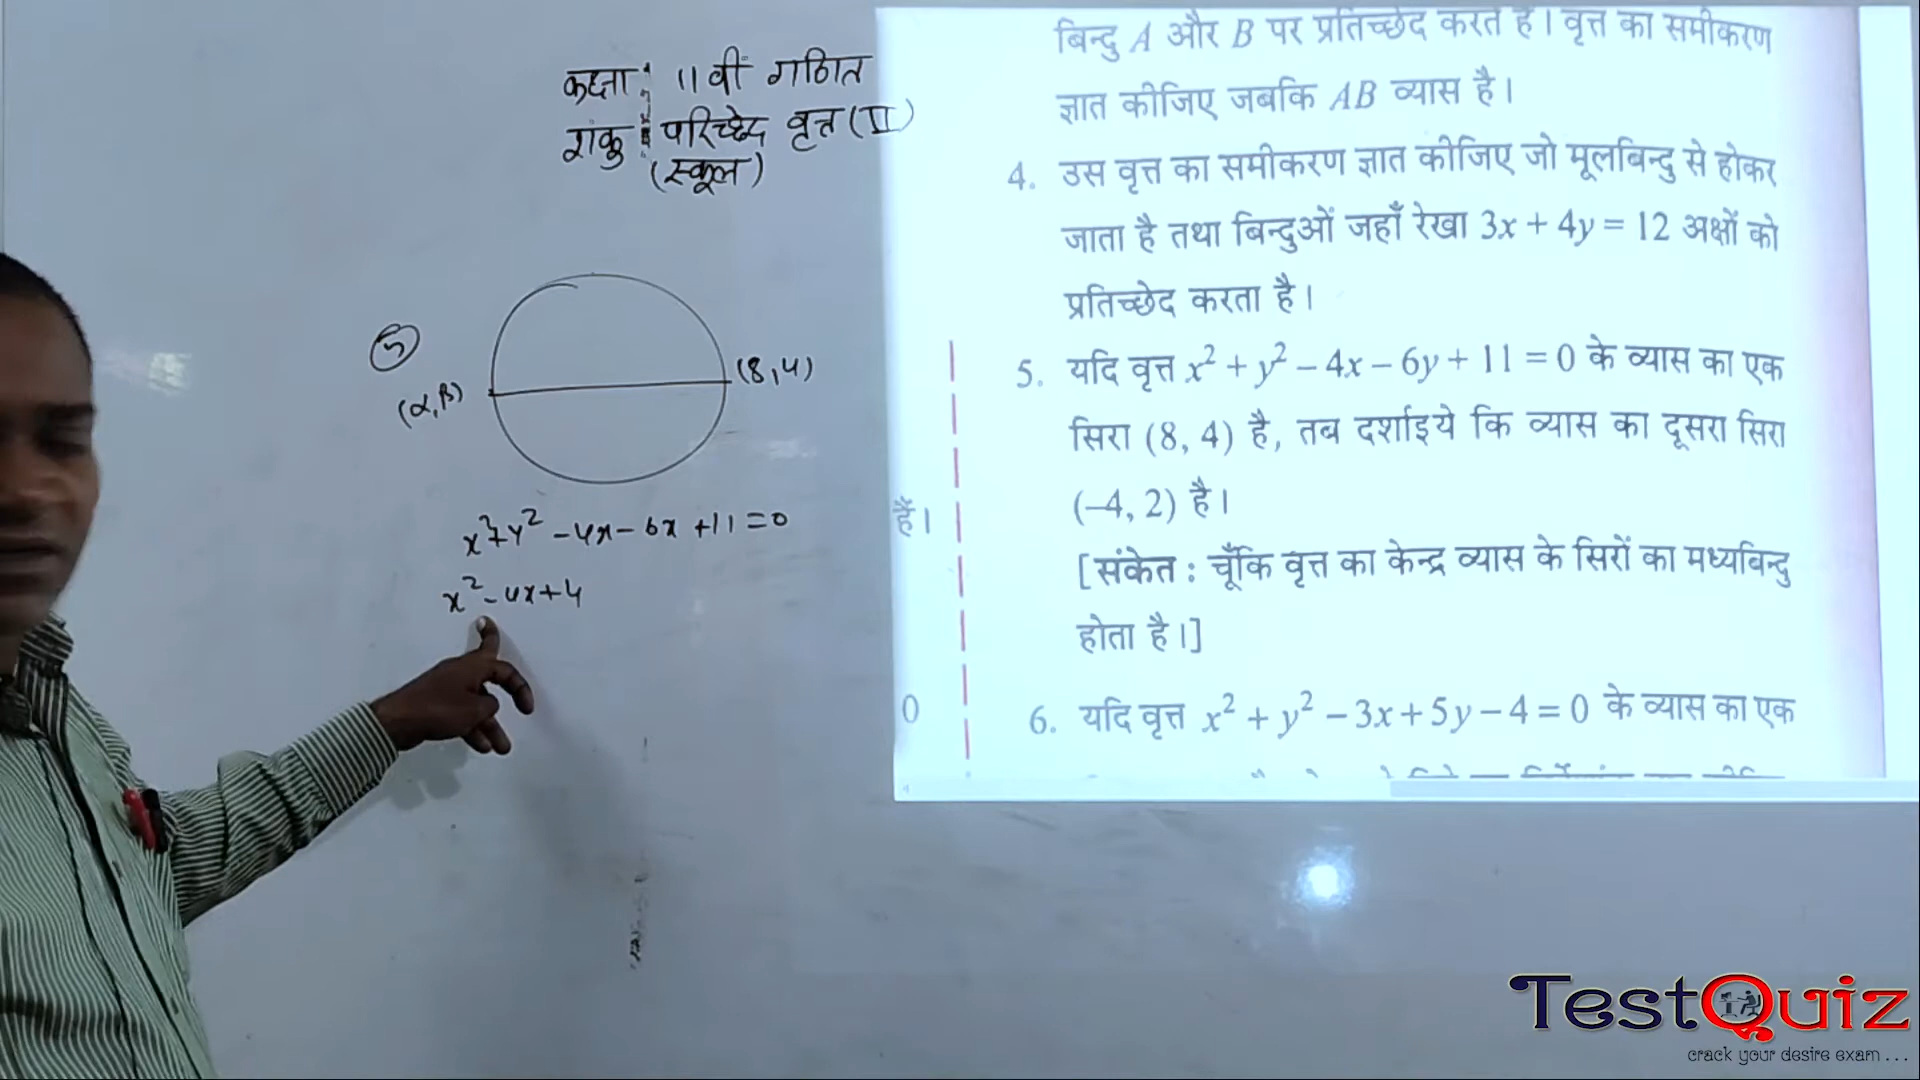 कक्षा: 11वी गणित
शंकु: परिच्छेद वृत्त (II)
(स्कूल)
5
(8,4)
(α,β)
x²+y² -4x-6x +11=0
x²-4x+4
बिन्दु A और B पर प्रतिच्छेद करते हैं। वृत्त का समीकरण
ज्ञात कीजिए जबकि AB व्यास है।
4. उस वृत्त का समीकरण ज्ञात कीजिए जो मूलबिन्दु से होकर
जाता है तथा बिन्दुओं जहाँ रेखा 3x + 4y = 12 अक्षों को
प्रतिच्छेद करता है।
5. यदि वृत्त x² + y² – 4x – 6y + 11 = 0 के व्यास का एक
सिरा (8, 4) है, तब दर्शाइये कि व्यास का दूसरा सिरा
(–4, 2) है।
हैं।
[संकेत : चूँकि वृत्त का केन्द्र व्यास के सिरों का मध्यबिन्दु
होता है।]
0
6. यदि वृत्त x² + y² – 3x + 5y – 4 = 0 के व्यास का एक
TestQuiz
crack your desire exam ...